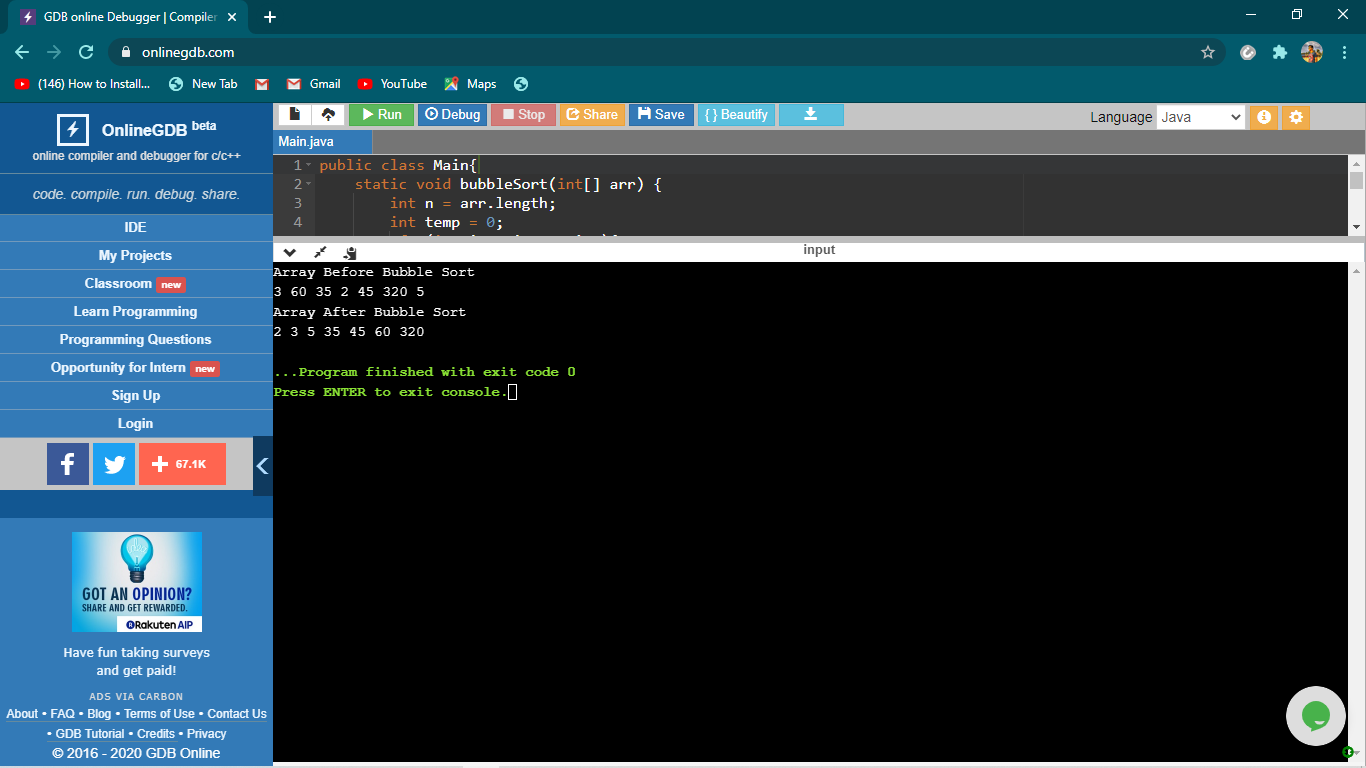 GDB online Debugger | Compiler
onlinegdb.com
(146) How to Install...
New Tab
Gmail
YouTube
Maps
OnlineGDB beta
online compiler and debugger for c/c++
code. compile. run. debug. share.
IDE
My Projects
Classroom new
Learn Programming
Programming Questions
Opportunity for Intern new
Sign Up
Login
67.1K
GOT AN OPINION?
SHARE AND GET REWARDED.
Rakuten AIP
Have fun taking surveys
and get paid!
ADS VIA CARBON
About • FAQ • Blog • Terms of Use • Contact Us
• GDB Tutorial • Credits • Privacy
© 2016 - 2020 GDB Online
Run Debug Stop Share Save { } Beautify
Language Java
Main.java
1 public class Main{
2 static void bubbleSort(int[] arr) {
3 int n = arr.length;
4 int temp = 0;
input
Array Before Bubble Sort
3 60 35 2 45 320 5
Array After Bubble Sort
2 3 5 35 45 60 320
...Program finished with exit code 0
Press ENTER to exit console.